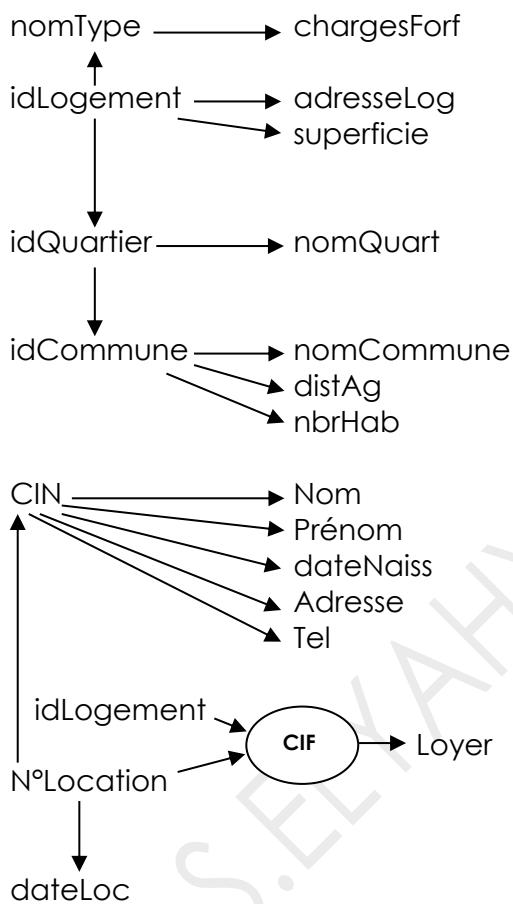 nomType chargesForf
idLogement adresseLog
superficie
idQuartier nomQuart
idCommune nomCommune
distAg
nbrHab
CIN Nom
Prénom
dateNaiss
Adresse
Tel
idLogement
CIF Loyer
N°Location
dateLoc
S.ELYAHY